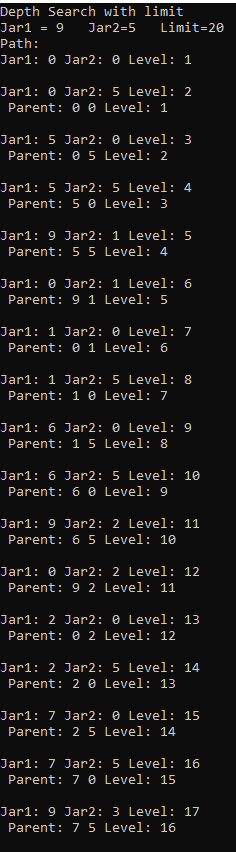 Depth Search with limit
Jar1 = 9   Jar2=5   Limit=20
Path:
Jar1: 0 Jar2: 0 Level: 1
Jar1: 0 Jar2: 5 Level: 2
 Parent: 0 0 Level: 1
Jar1: 5 Jar2: 0 Level: 3
 Parent: 0 5 Level: 2
Jar1: 5 Jar2: 5 Level: 4
 Parent: 5 0 Level: 3
Jar1: 9 Jar2: 1 Level: 5
 Parent: 5 5 Level: 4
Jar1: 0 Jar2: 1 Level: 6
 Parent: 9 1 Level: 5
Jar1: 1 Jar2: 0 Level: 7
 Parent: 0 1 Level: 6
Jar1: 1 Jar2: 5 Level: 8
 Parent: 1 0 Level: 7
Jar1: 6 Jar2: 0 Level: 9
 Parent: 1 5 Level: 8
Jar1: 6 Jar2: 5 Level: 10
 Parent: 6 0 Level: 9
Jar1: 9 Jar2: 2 Level: 11
 Parent: 6 5 Level: 10
Jar1: 0 Jar2: 2 Level: 12
 Parent: 9 2 Level: 11
Jar1: 2 Jar2: 0 Level: 13
 Parent: 0 2 Level: 12
Jar1: 2 Jar2: 5 Level: 14
 Parent: 2 0 Level: 13
Jar1: 7 Jar2: 0 Level: 15
 Parent: 2 5 Level: 14
Jar1: 7 Jar2: 5 Level: 16
 Parent: 7 0 Level: 15
Jar1: 9 Jar2: 3 Level: 17
 Parent: 7 5 Level: 16